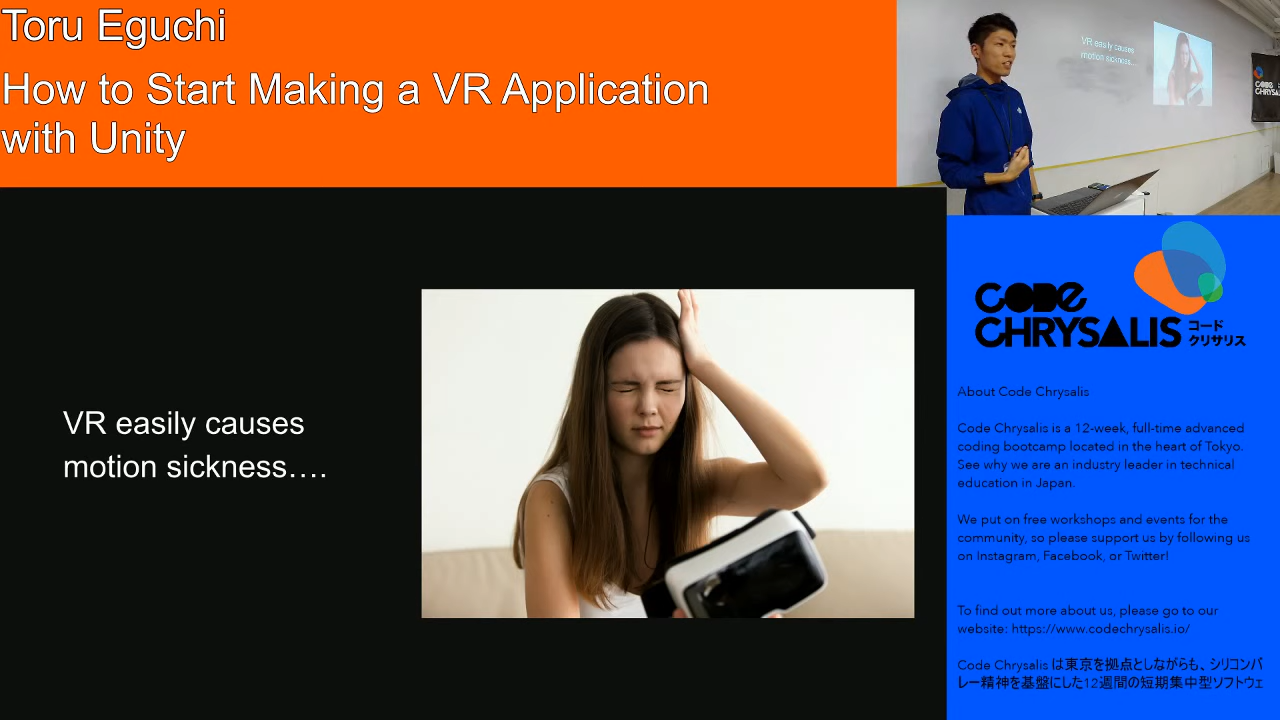 Toru Eguchi
How to Start Making a VR Application
with Unity
VR easily causes
motion sickness...
CODE
CHRYSA
VR easily causes
motion sickness....
CODE
CHRYSALIS
コード
クリサリス
About Code Chrysalis
Code Chrysalis is a 12-week, full-time advanced
coding bootcamp located in the heart of Tokyo.
See why we are an industry leader in technical
education in Japan.
We put on free workshops and events for the
community, so please support us by following us
on Instagram, Facebook, or Twitter!
To find out more about us, please go to our
website: https://www.codechrysalis.io/
Code Chrysalis は東京を拠点としながらも、シリコンバ
レー精神を基盤にした12週間の短期集中型ソフトウェ